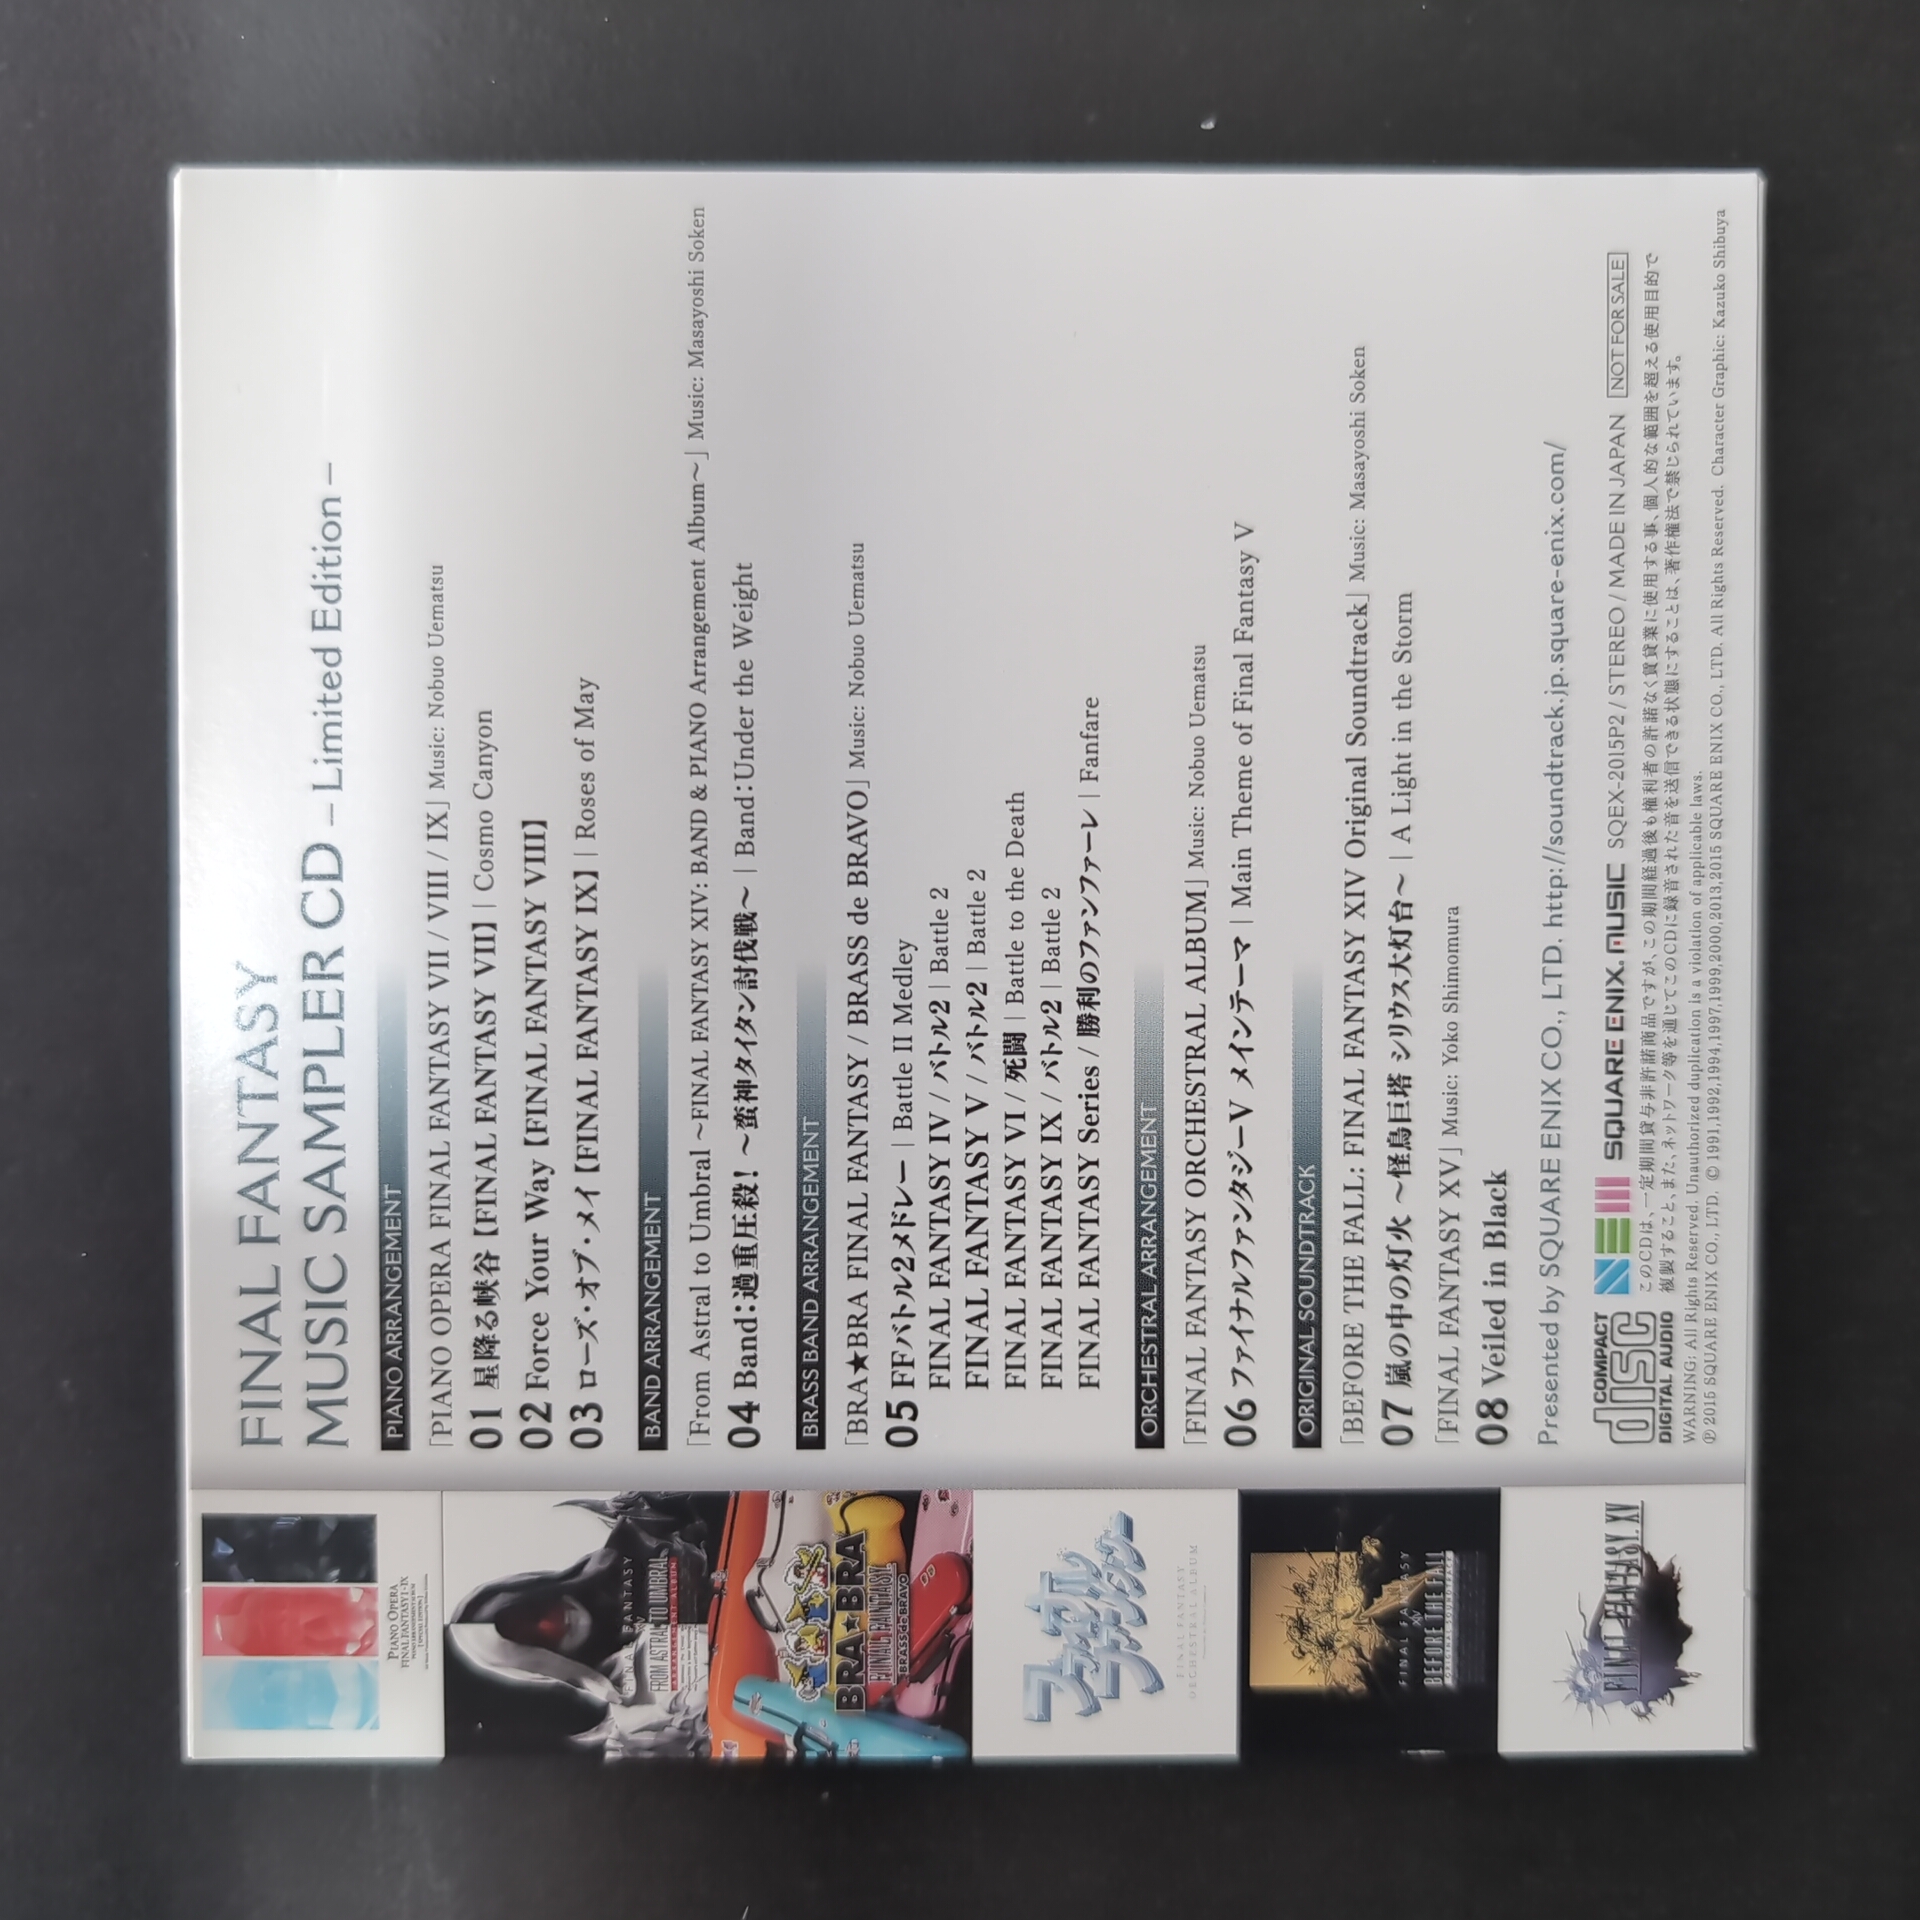 PIANO OPERA
FINAL FANTASY I-IX
PIANO ARRANGEMENT ALBUM
[SPECIAL EDITION]
FINAL FANTASY
XIV
FROM ASTRAL TO UMBRAL
ARRANGEMENT ALBUM
BRA★BRA
FINAL FANTASY
BRASS de BRAVO
ファイナル
ファンタジー
FINAL FANTASY
ORCHESTRAL ALBUM
FINAL FANTASY
XIV
BEFORE THE FALL
ORIGINAL SOUNDTRACK
FINAL FANTASY XV
FINAL FANTASY
MUSIC SAMPLER CD – Limited Edition –
PIANO ARRANGEMENT
「PIANO OPERA FINAL FANTASY VII / VIII / IX」 Music: Nobuo Uematsu
01 星降る峡谷【FINAL FANTASY VII】 | Cosmo Canyon
02 Force Your Way【FINAL FANTASY VIII】
03 ローズ・オブ・メイ【FINAL FANTASY IX】 | Roses of May
BAND ARRANGEMENT
「From Astral to Umbral ～FINAL FANTASY XIV: BAND & PIANO Arrangement Album～」 Music: Masayoshi Soken
04 Band：過重圧殺！ ～蛮神タイタン討伐戦～ | Band：Under the Weight
BRASS BAND ARRANGEMENT
「BRA★BRA FINAL FANTASY / BRASS de BRAVO」 Music: Nobuo Uematsu
05 FFバトル2メドレー | Battle II Medley
FINAL FANTASY IV / バトル2 | Battle 2
FINAL FANTASY V / バトル2 | Battle 2
FINAL FANTASY VI / 死闘 | Battle to the Death
FINAL FANTASY IX / バトル2 | Battle 2
FINAL FANTASY Series / 勝利のファンファーレ | Fanfare
ORCHESTRAL ARRANGEMENT
「FINAL FANTASY ORCHESTRAL ALBUM」 Music: Nobuo Uematsu
06 ファイナルファンタジーV メインテーマ | Main Theme of Final Fantasy V
ORIGINAL SOUNDTRACK
「BEFORE THE FALL: FINAL FANTASY XIV Original Soundtrack」 Music: Masayoshi Soken
07 嵐の中の灯火 ～怪鳥巨塔 シリウス大灯台～ | A Light in the Storm
「FINAL FANTASY XV」 Music: Yoko Shimomura
08 Veiled in Black
Presented by SQUARE ENIX CO., LTD. http://soundtrack.jp.square-enix.com/
COMPACT
disc
DIGITAL AUDIO
SQUARE ENIX. MUSIC SQEX-2015P2 / STEREO / MADE IN JAPAN NOT FOR SALE
このCDは、一定期間貸与非許諾商品ですが、この期間経過後も権利者の許諾なく賃貸業に使用する事、個人的な範囲を超える使用目的で
複製すること、また、ネットワーク等を通じてこのCDに録音された音を送信できる状態にすることは、著作権法で禁じられています。
WARNING: All Rights Reserved. Unauthorized duplication is a violation of applicable laws.
℗ 2015 SQUARE ENIX CO., LTD. © 1991,1992,1994,1997,1999,2000,2013,2015 SQUARE ENIX CO., LTD. All Rights Reserved. Character Graphic: Kazuko Shibuya